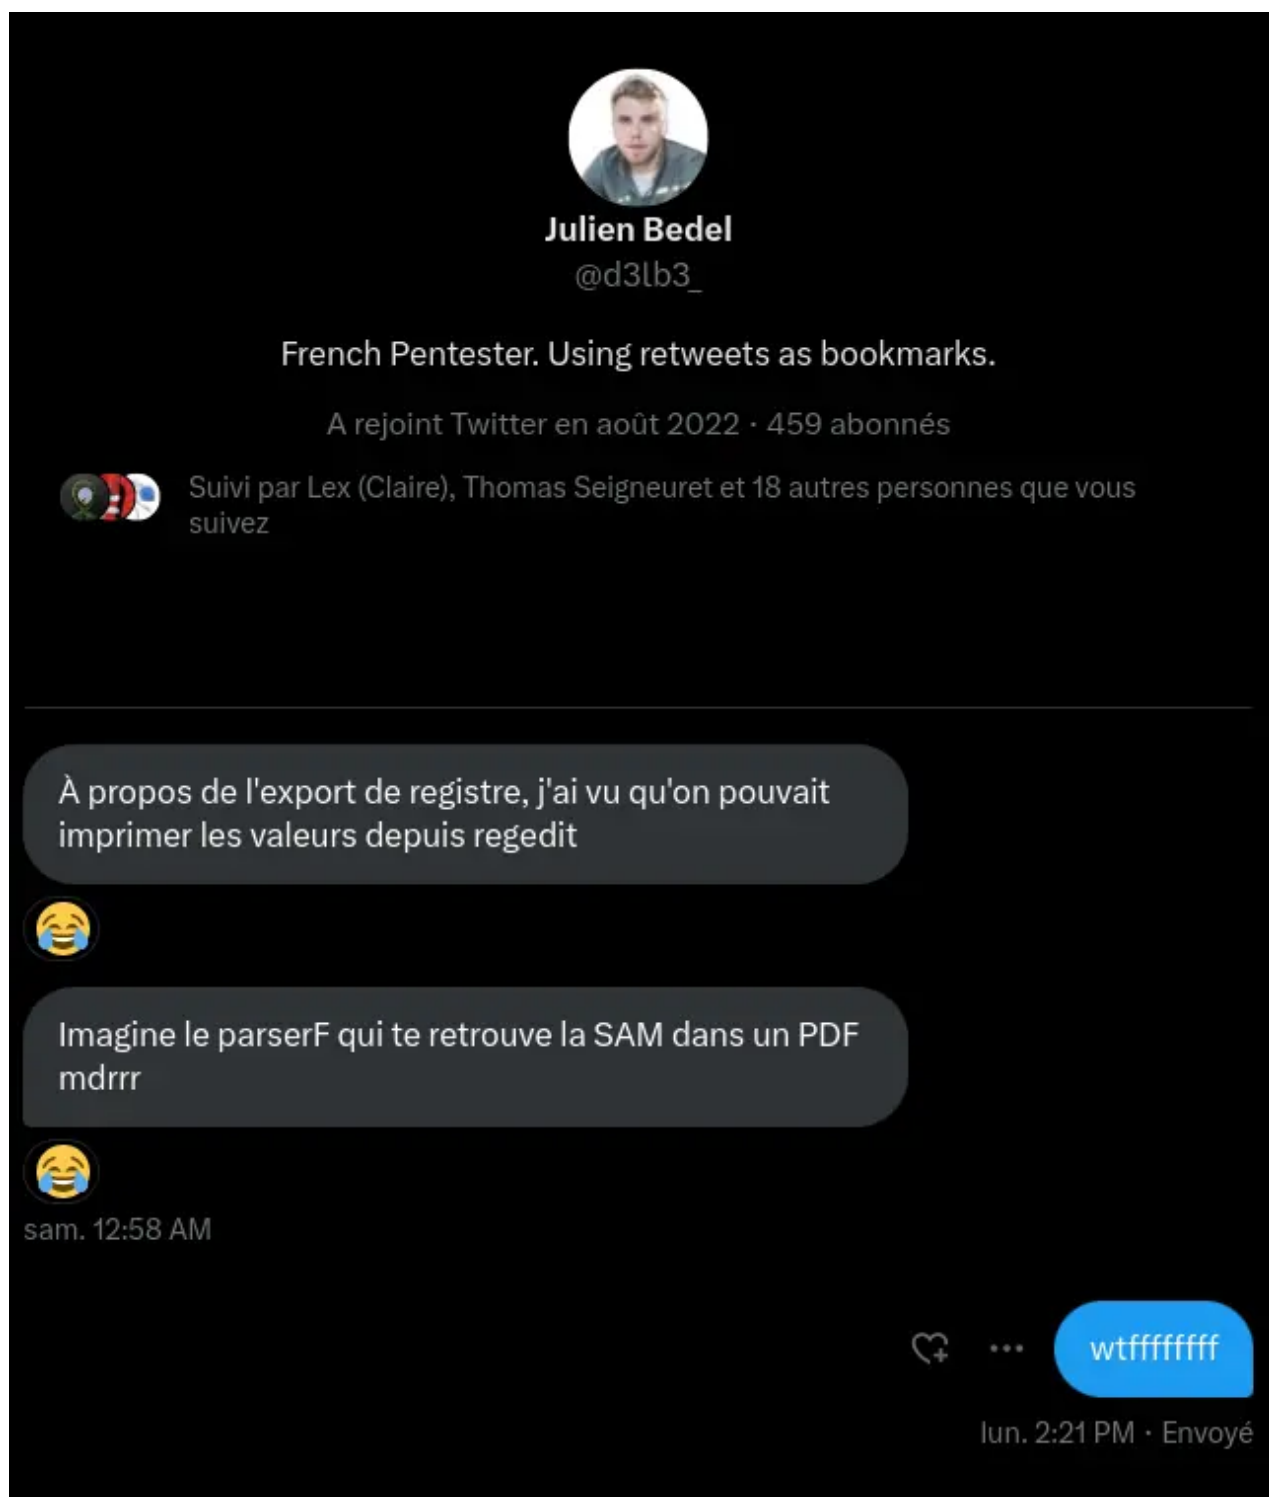 Julien Bedel
@d3lb3_
French Pentester. Using retweets as bookmarks.
A rejoint Twitter en août 2022 · 459 abonnés
Suivi par Lex (Claire), Thomas Seigneuret et 18 autres personnes que vous
suivez
À propos de l'export de registre, j'ai vu qu'on pouvait
imprimer les valeurs depuis regedit
😂
Imagine le parserF qui te retrouve la SAM dans un PDF
mdrrr
😂
sam. 12:58 AM
wtfffffffff
lun. 2:21 PM · Envoyé